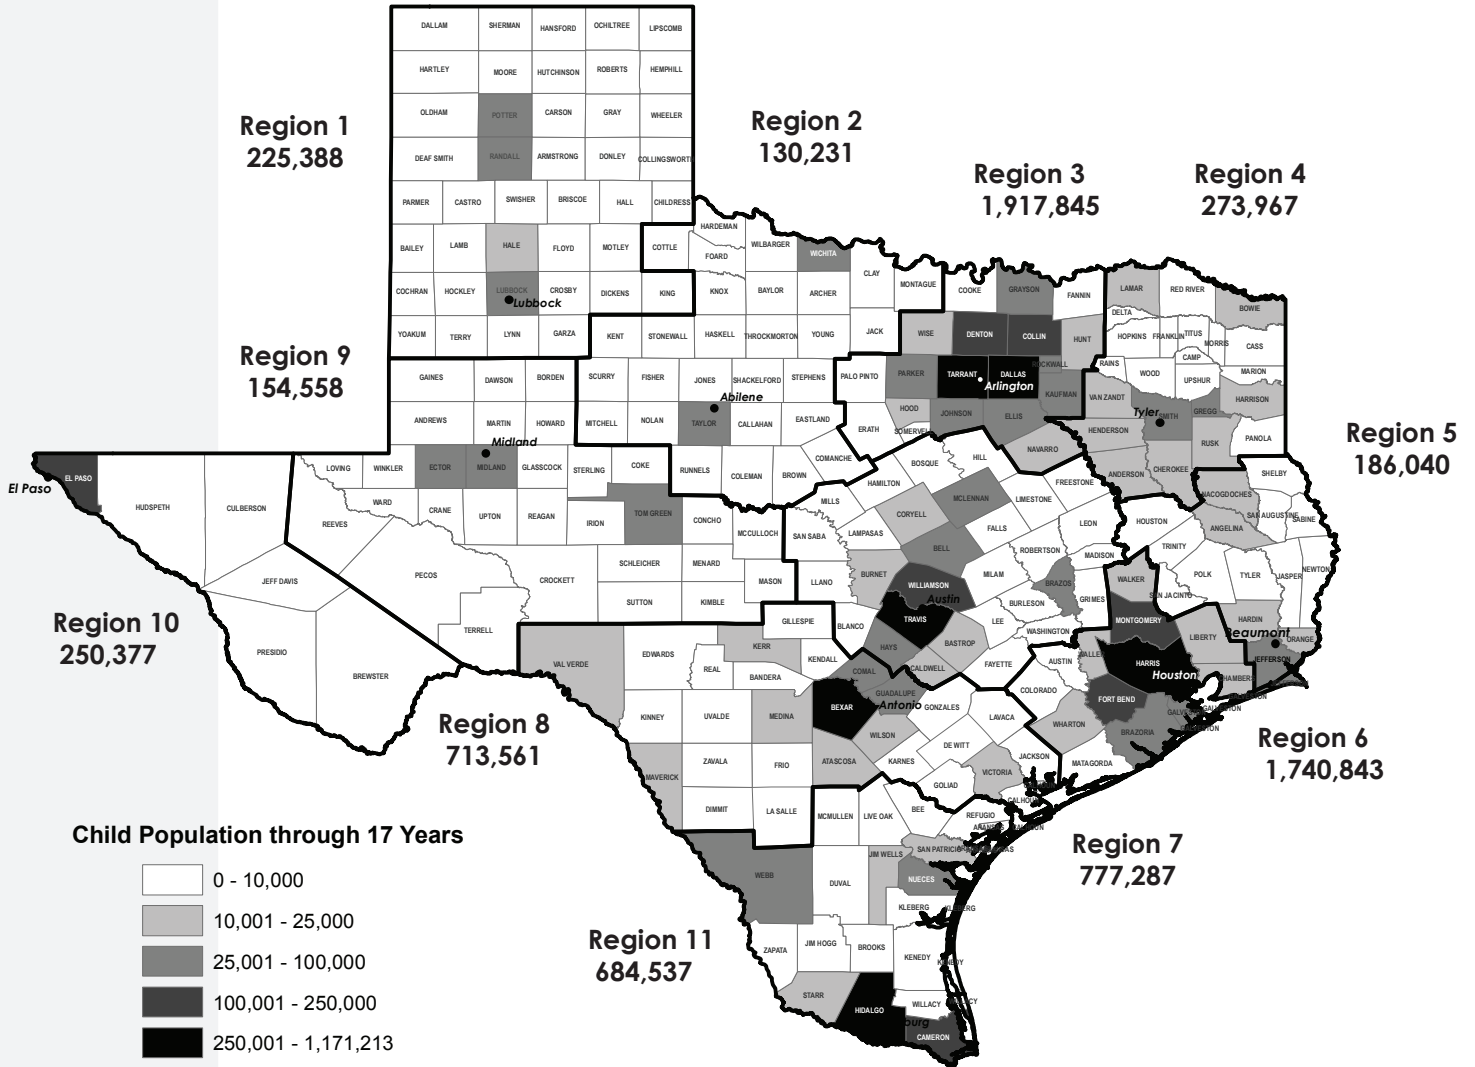 DALLAM SHERMAN HANSFORD OCHILTREE LIPSCOMB
HARTLEY MOORE HUTCHINSON ROBERTS HEMPHILL
OLDHAM POTTER CARSON GRAY WHEELER
Region 1
225,388
DEAF SMITH RANDALL ARMSTRONG DONLEY COLLINGSWORTH
PARMER CASTRO SWISHER BRISCOE HALL CHILDRESS
BAILEY LAMB HALE FLOYD MOTLEY COTTLE
COCHRAN HOCKLEY LUBBOCK CROSBY DICKENS KING
Lubbock
YOAKUM TERRY LYNN GARZA KENT STONEWALL HASKELL THROCKMORTON YOUNG JACK
Region 2
130,231
HARDEMAN WILBARGER WICHITA
FOARD CLAY MONTAGUE
KNOX BAYLOR ARCHER
Region 3
1,917,845
Region 4
273,967
COOKE GRAYSON FANNIN LAMAR RED RIVER BOWIE
WISE DENTON COLLIN HUNT DELTA HOPKINS FRANKLIN TITUS MORRIS CASS
CAMP
ROCKWALL RAINS WOOD UPSHUR MARION
PALO PINTO PARKER TARRANT DALLAS KAUFMAN VAN ZANDT SMITH GREGG HARRISON
Arlington
Tyler
HOOD JOHNSON ELLIS HENDERSON RUSK PANOLA
ERATH SOMERVELL NAVARRO ANDERSON CHEROKEE
Region 9
154,558
GAINES DAWSON BORDEN SCURRY FISHER JONES SHACKELFORD STEPHENS
Abilene
ANDREWS MARTIN HOWARD MITCHELL NOLAN TAYLOR CALLAHAN EASTLAND
Midland
LOVING WINKLER ECTOR MIDLAND GLASSCOCK STERLING COKE RUNNELS COLEMAN BROWN COMANCHE
El Paso
EL PASO HUDSPETH CULBERSON
REEVES WARD CRANE UPTON REAGAN IRION TOM GREEN CONCHO MCCULLOCH
JEFF DAVIS PECOS CROCKETT SCHLEICHER MENARD MASON
SUTTON KIMBLE
PRESIDIO BREWSTER TERRELL
Region 5
186,040
SHELBY
NACOGDOCHES SAN AUGUSTINE SABINE
ANGELINA
HOUSTON TRINITY POLK TYLER JASPER NEWTON
SAN JACINTO HARDIN ORANGE
Beaumont
JEFFERSON
BOSQUE HILL FREESTONE
HAMILTON MCLENNAN LIMESTONE
MILLS CORYELL FALLS LEON
SAN SABA LAMPASAS BELL ROBERTSON MADISON
LLANO BURNET WILLIAMSON MILAM BRAZOS GRIMES
Austin
TRAVIS BURLESON LEE WASHINGTON
BLANCO HAYS BASTROP CALDWELL FAYETTE
Region 10
250,377
WALKER
MONTGOMERY LIBERTY
AUSTIN WALLER HARRIS CHAMBERS
Houston
COLORADO FORT BEND GALVESTON GALVESTON
WHARTON BRAZORIA
MATAGORDA
Region 6
1,740,843
GILLESPIE
VAL VERDE EDWARDS KERR KENDALL
REAL BANDERA COMAL GUADALUPE
KINNEY UVALDE MEDINA BEXAR GONZALES LAVACA
Antonio
WILSON DE WITT JACKSON
MAVERICK ZAVALA FRIO ATASCOSA KARNES VICTORIA
GOLIAD CALHOUN
DIMMIT LA SALLE
Region 8
713,561
Region 7
777,287
MCMULLEN LIVE OAK BEE REFUGIO
JIM WELLS SAN PATRICIO
WEBB DUVAL NUECES
KLEBERG KLEBERG
ZAPATA JIM HOGG BROOKS KENEDY KENEDY
STARR HIDALGO WILLACY WILLACY
burg
CAMERON
Region 11
684,537
Child Population through 17 Years
0 - 10,000
10,001 - 25,000
25,001 - 100,000
100,001 - 250,000
250,001 - 1,171,213